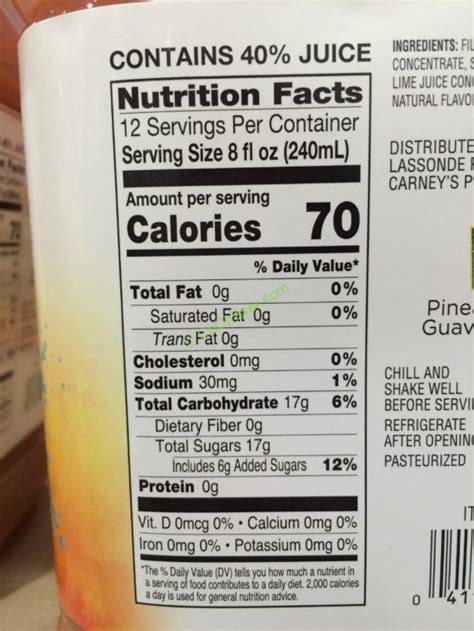 CONTAINS 40% JUICE
Nutrition Facts
12 Servings Per Container
Serving Size 8 fl oz (240mL)
Amount per serving
Calories 70
% Daily Value*
Total Fat 0g 0%
Saturated Fat 0g 0%
Trans Fat 0g
Cholesterol 0mg 0%
Sodium 30mg 1%
Total Carbohydrate 17g 6%
Dietary Fiber 0g
Total Sugars 17g
Includes 6g Added Sugars 12%
Protein 0g
Vit. D 0mcg 0% • Calcium 0mg 0%
Iron 0mg 0% • Potassium 0mg 0%
*The % Daily Value (DV) tells you how much a nutrient in
a serving of food contributes to a daily diet. 2,000 calories
a day is used for general nutrition advice.
INGREDIENTS: FIL
CONCENTRATE, S
LIME JUICE CONC
NATURAL FLAVO
DISTRIBUTE
LASSONDE P
CARNEY'S P
Pine
Guav
CHILL AND
SHAKE WELL
BEFORE SERVI
REFRIGERATE
AFTER OPENIN
PASTEURIZED
IT
0 41